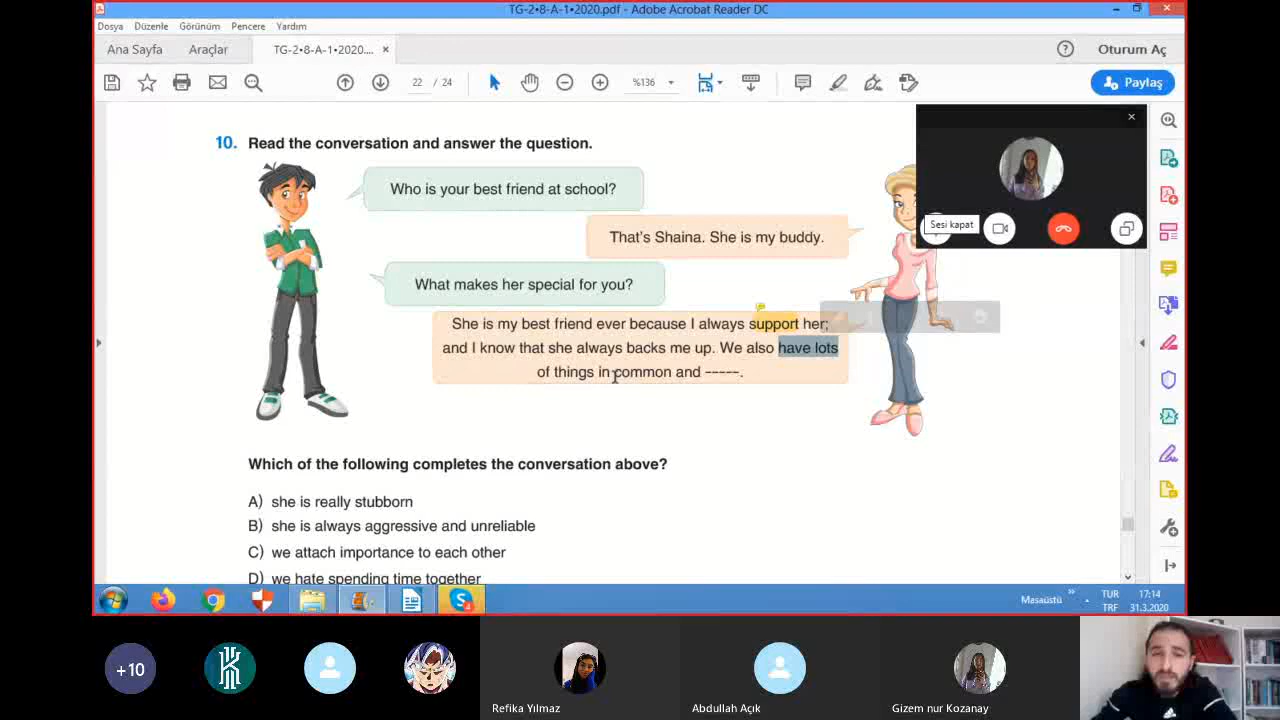 TG-2•8-A-1•2020.pdf - Adobe Acrobat Reader DC
Dosya Düzenle Görünüm Pencere Yardım
Ana Sayfa Araçlar TG-2•8-A-1•2020.... × Oturum Aç
22 / 24 %136 Paylaş
10. Read the conversation and answer the question.
Who is your best friend at school?
Sesi kapat
That's Shaina. She is my buddy.
What makes her special for you?
She is my best friend ever because I always support her;
and I know that she always backs me up. We also have lots
of things in common and -----.
Which of the following completes the conversation above?
A) she is really stubborn
B) she is always aggressive and unreliable
C) we attach importance to each other
D) we hate spending time together
Masaüstü » TUR 17:14
TRF 31.3.2020
4
+10
Refika Yılmaz Abdullah Açık Gizem nur Kozanay